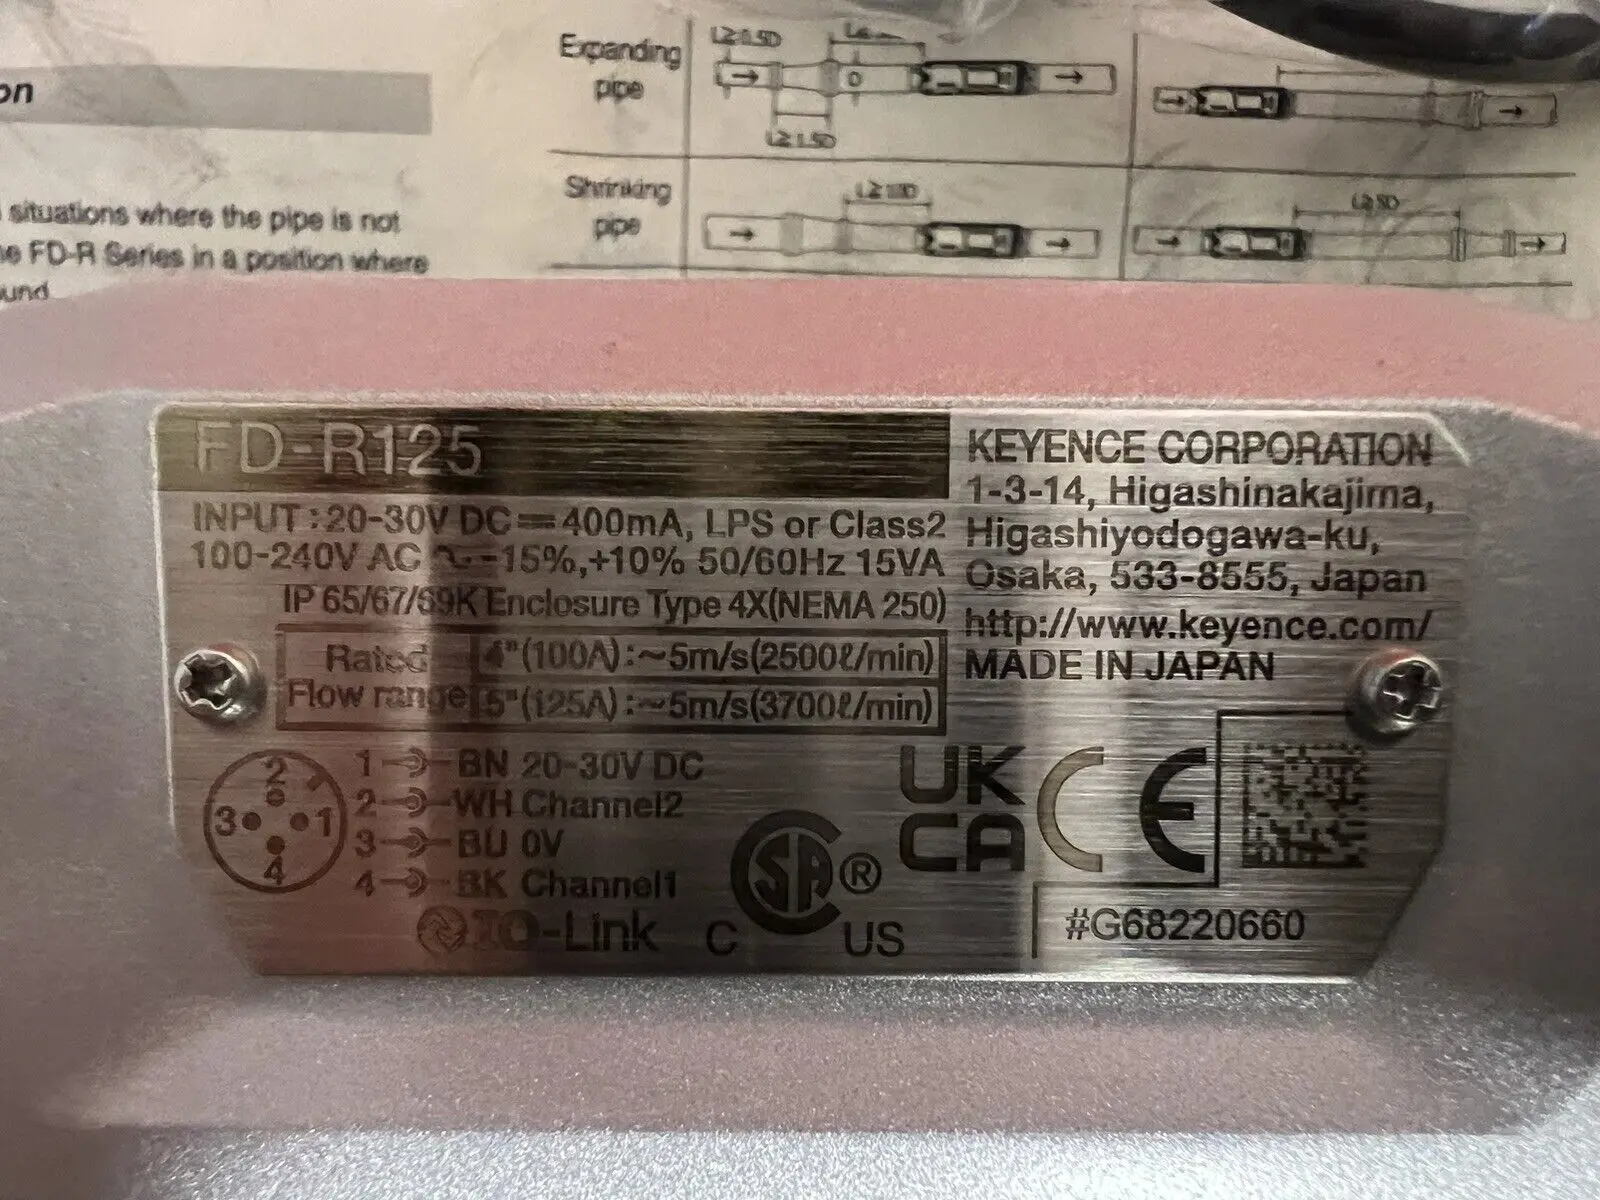 on
situations where the pipe is not
FD-R Series in a position where
Expanding
pipe
L≥1.5D
Shrinking
pipe
L≥10D
L≥5D
FD-R125
INPUT:20-30V DC⎓400mA, LPS or Class2
100-240V AC ∿ -15%,+10% 50/60Hz 15VA
IP 65/67/69K Enclosure Type 4X(NEMA 250)
Rated
Flow range
4"(100A):~5m/s(2500ℓ/min)
5"(125A):~5m/s(3700ℓ/min)
KEYENCE CORPORATION
1-3-14, Higashinakajima,
Higashiyodogawa-ku,
Osaka, 533-8555, Japan
http://www.keyence.com/
MADE IN JAPAN
2
3 1
4
1 BN 20-30V DC
2 WH Channel2
3 BU 0V
4 BK Channel1
IO-Link
C SA ® US
UK
CA
CE
#G68220660